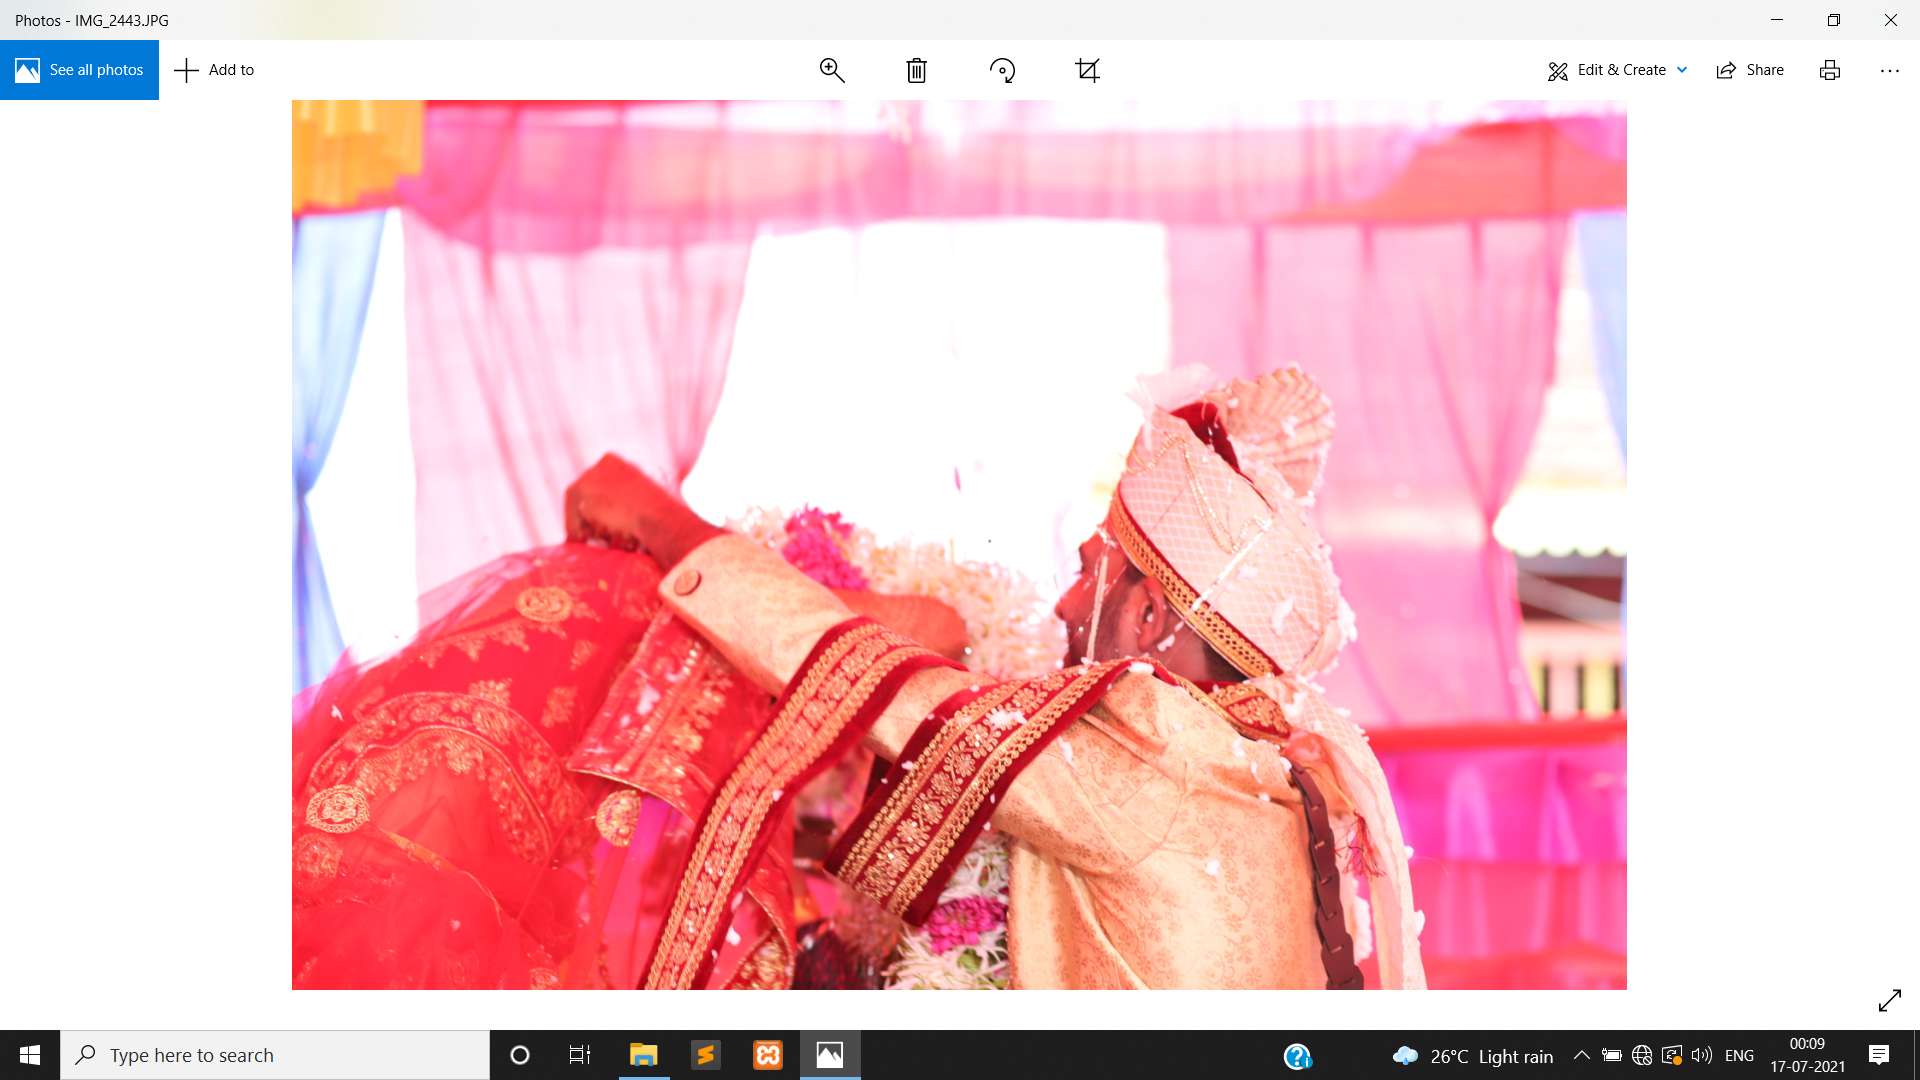 Photos - IMG_2443.JPG
See all photos
Add to
Edit & Create
Share
Type here to search
26°C Light rain
ENG
00:09
17-07-2021